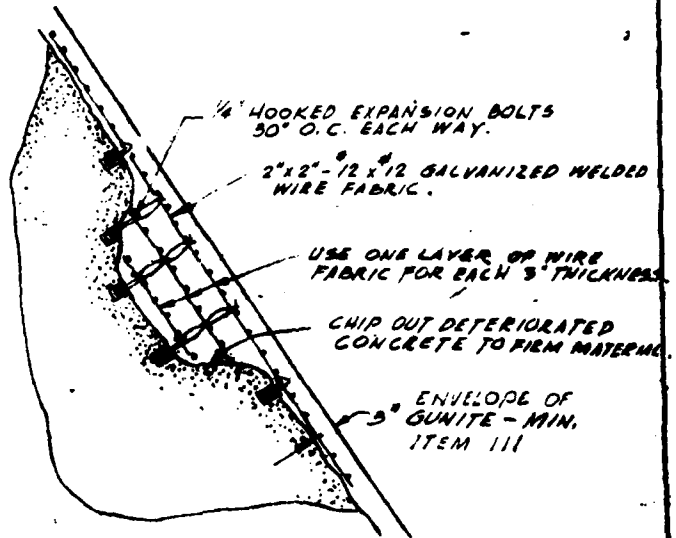 1/4" HOOKED EXPANSION BOLTS
30" O.C. EACH WAY.
2"x2"-#12x#12 GALVANIZED WELDED
WIRE FABRIC.
USE ONE LAYER OF WIRE
FABRIC FOR EACH 3" THICKNESS.
CHIP OUT DETERIORATED
CONCRETE TO FIRM MATERIAL.
3" ENVELOPE OF
GUNITE - MIN.
ITEM III